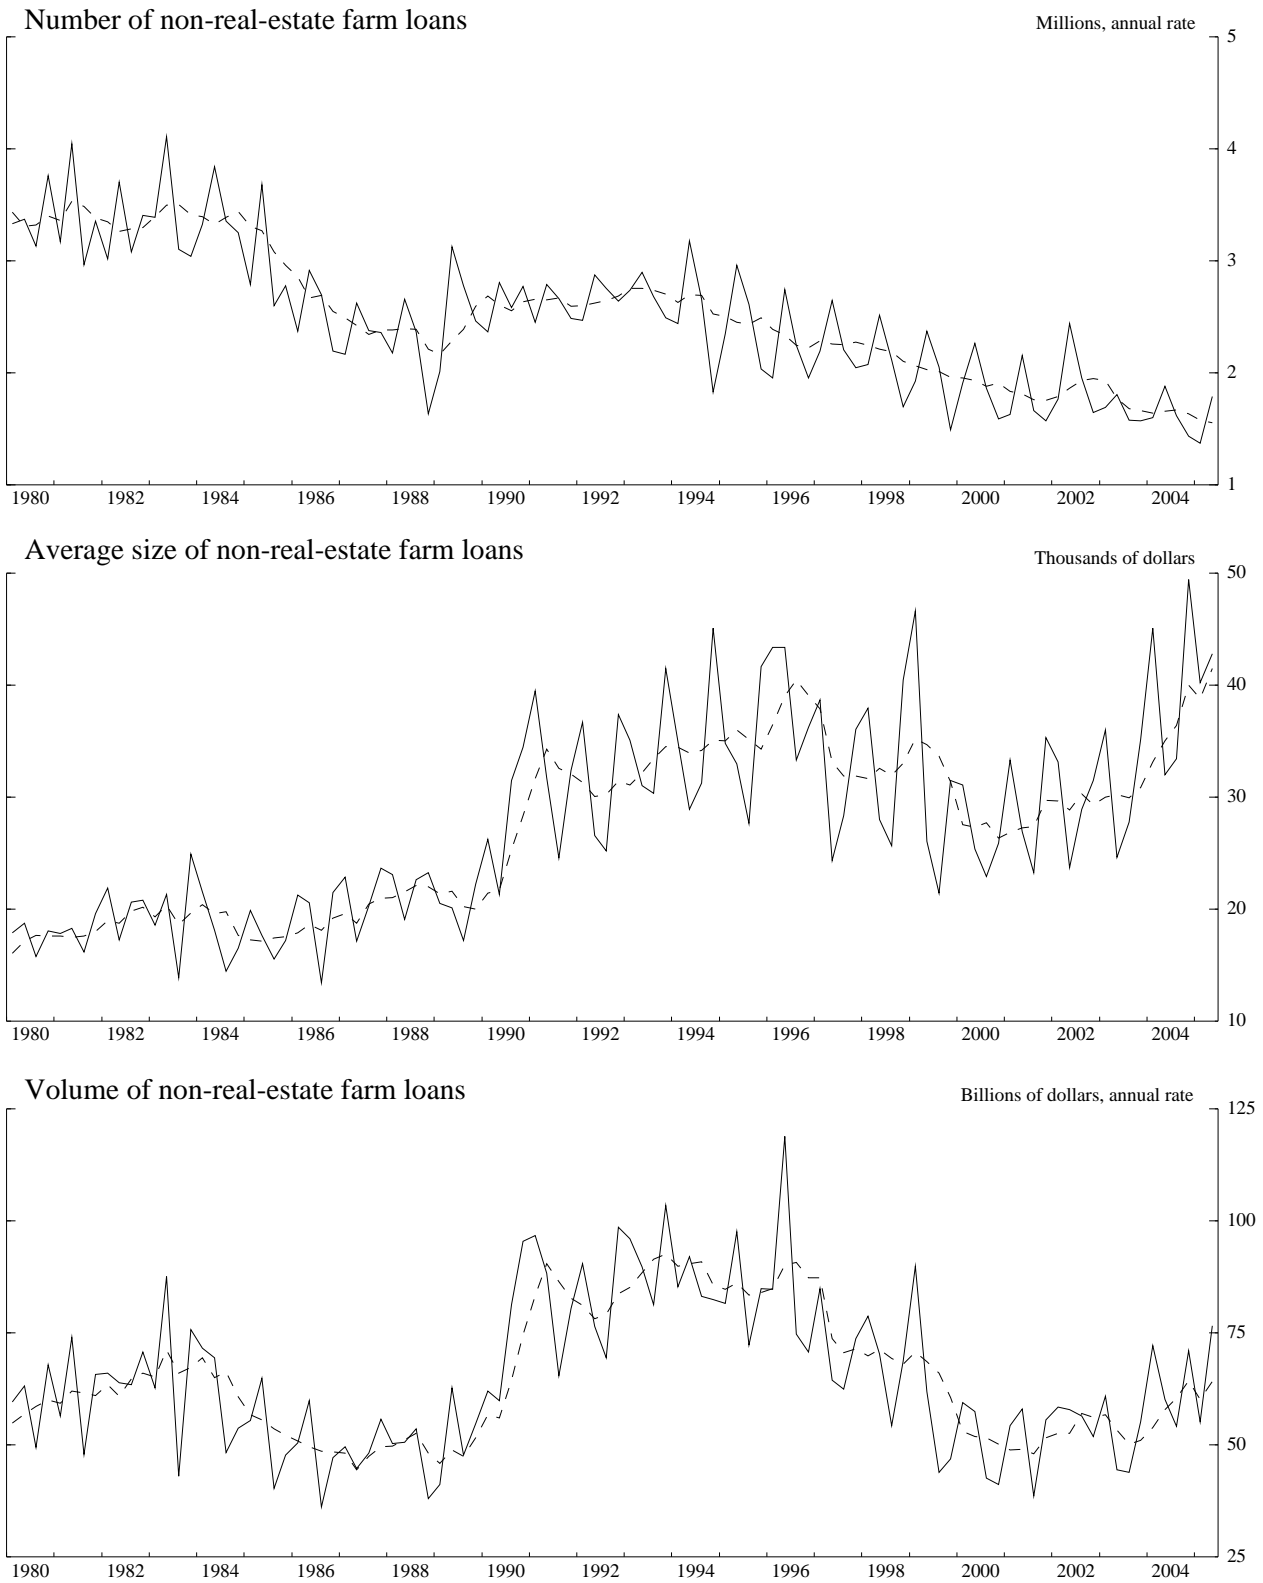 Number of non-real-estate farm loans
Millions, annual rate
5
4
3
2
1
1980 1982 1984 1986 1988 1990 1992 1994 1996 1998 2000 2002 2004
Average size of non-real-estate farm loans
Thousands of dollars
50
40
30
20
10
1980 1982 1984 1986 1988 1990 1992 1994 1996 1998 2000 2002 2004
Volume of non-real-estate farm loans
Billions of dollars, annual rate
125
100
75
50
25
1980 1982 1984 1986 1988 1990 1992 1994 1996 1998 2000 2002 2004